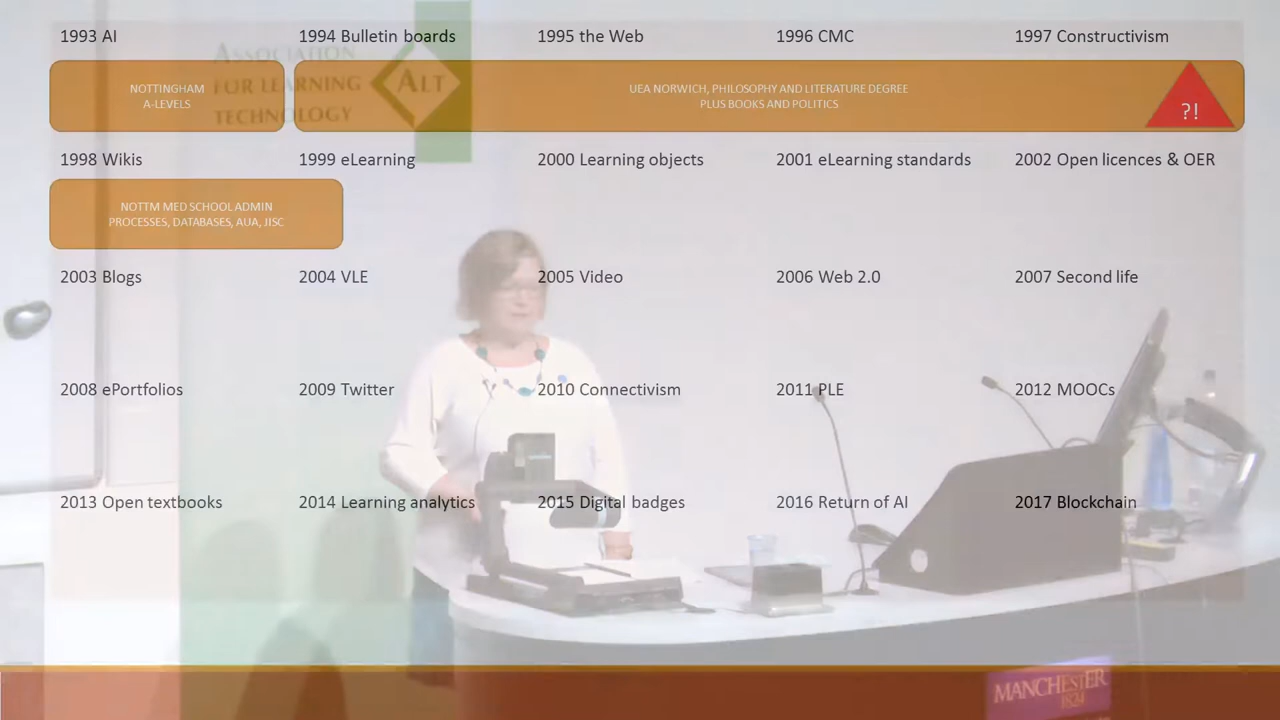 1993 AI
1994 Bulletin boards
1995 the Web
1996 CMC
1997 Constructivism
ASSOCIATION
FOR LEARNING
TECHNOLOGY
ALT
NOTTINGHAM
A-LEVELS
UEA NORWICH, PHILOSOPHY AND LITERATURE DEGREE
PLUS BOOKS AND POLITICS
?!
1998 Wikis
1999 eLearning
2000 Learning objects
2001 eLearning standards
2002 Open licences & OER
NOTTM MED SCHOOL ADMIN
PROCESSES, DATABASES, AUA, JISC
2003 Blogs
2004 VLE
2005 Video
2006 Web 2.0
2007 Second life
2008 ePortfolios
2009 Twitter
2010 Connectivism
2011 PLE
2012 MOOCs
2013 Open textbooks
2014 Learning analytics
2015 Digital badges
2016 Return of AI
2017 Blockchain
MANCHESTER
1824